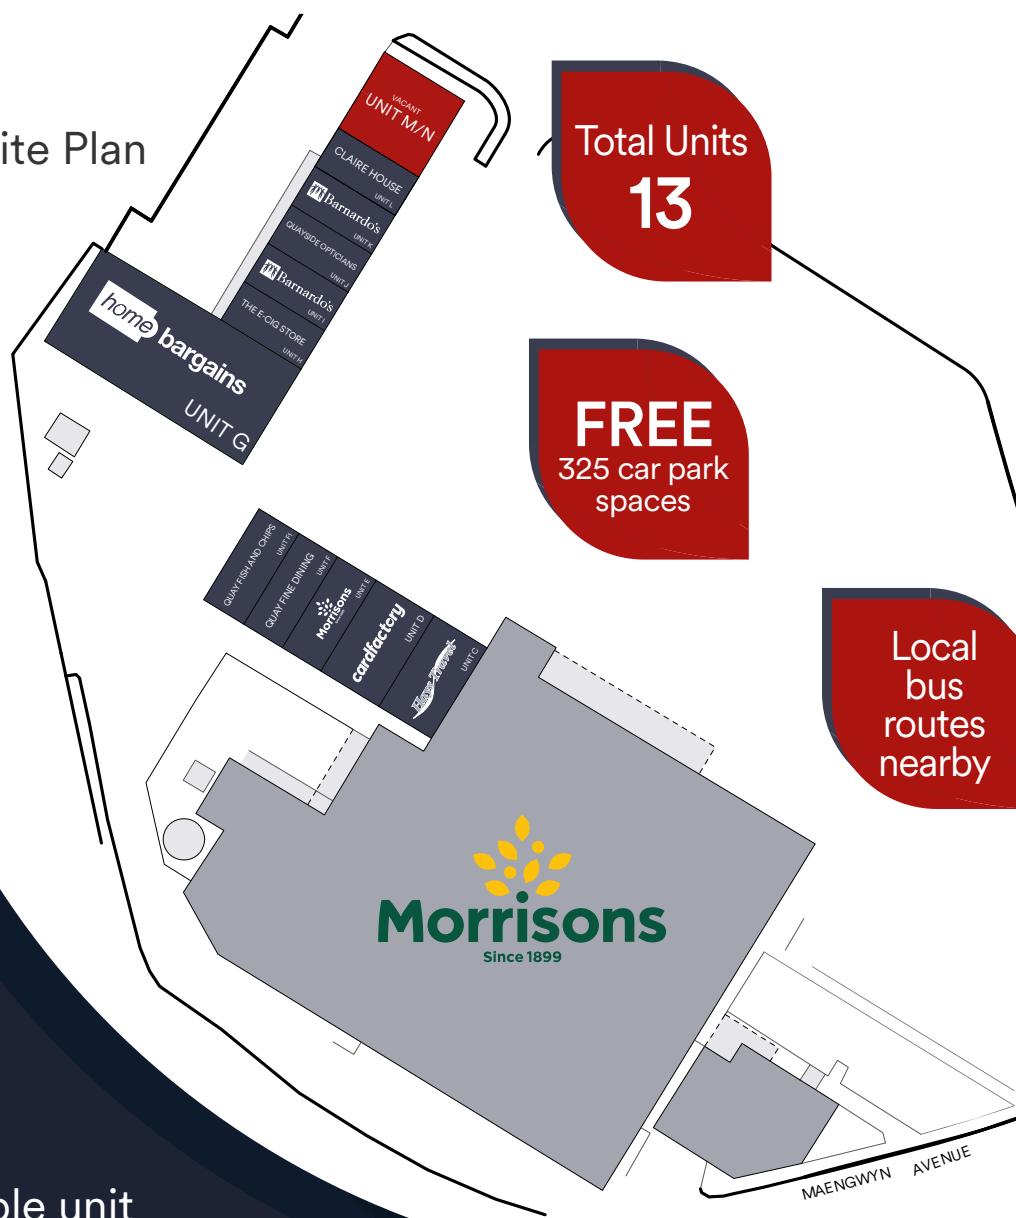 ite Plan
VACANT
UNIT M/N
CLAIRE HOUSE
UNIT L
Barnardo's
UNIT K
QUAYSIDE OPTICIANS
UNIT J
Barnardo's
UNIT I
THE E-CIG STORE
UNIT H
home
bargains
UNIT G
Total Units
13
FREE
325 car park
spaces
Local
bus
routes
nearby
QUAY FISH AND CHIPS
UNIT F1
QUAY FINE DINING
UNIT F
Morrisons
UNIT E
cardfactory
UNIT D
Hays Travel
UNIT C
Morrisons
Since 1899
MAENGWYN AVENUE
ble unit